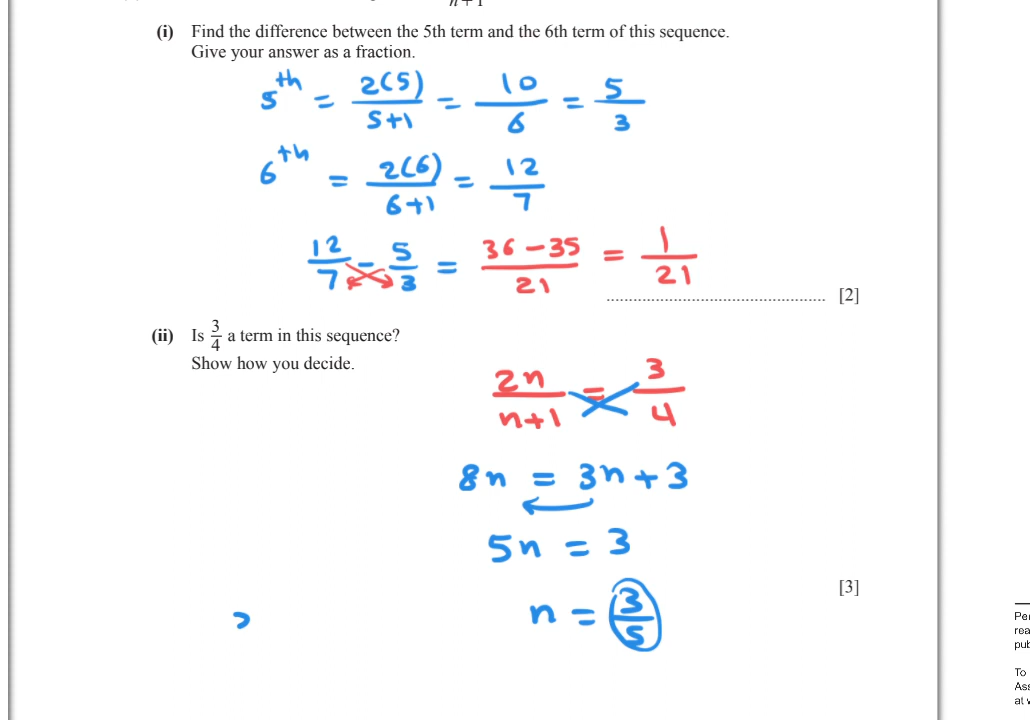 n + 1
(i) Find the difference between the 5th term and the 6th term of this sequence.
Give your answer as a fraction.
5th = 2(5)/5+1 = 10/6 = 5/3
6th = 2(6)/6+1 = 12/7
12/7 - 5/3 = 36-35/21 = 1/21
[2]
(ii) Is 3/4 a term in this sequence?
Show how you decide.
2n/n+1 = 3/4
8n = 3n+3
5n = 3
[3]
n = 3/5
To
at